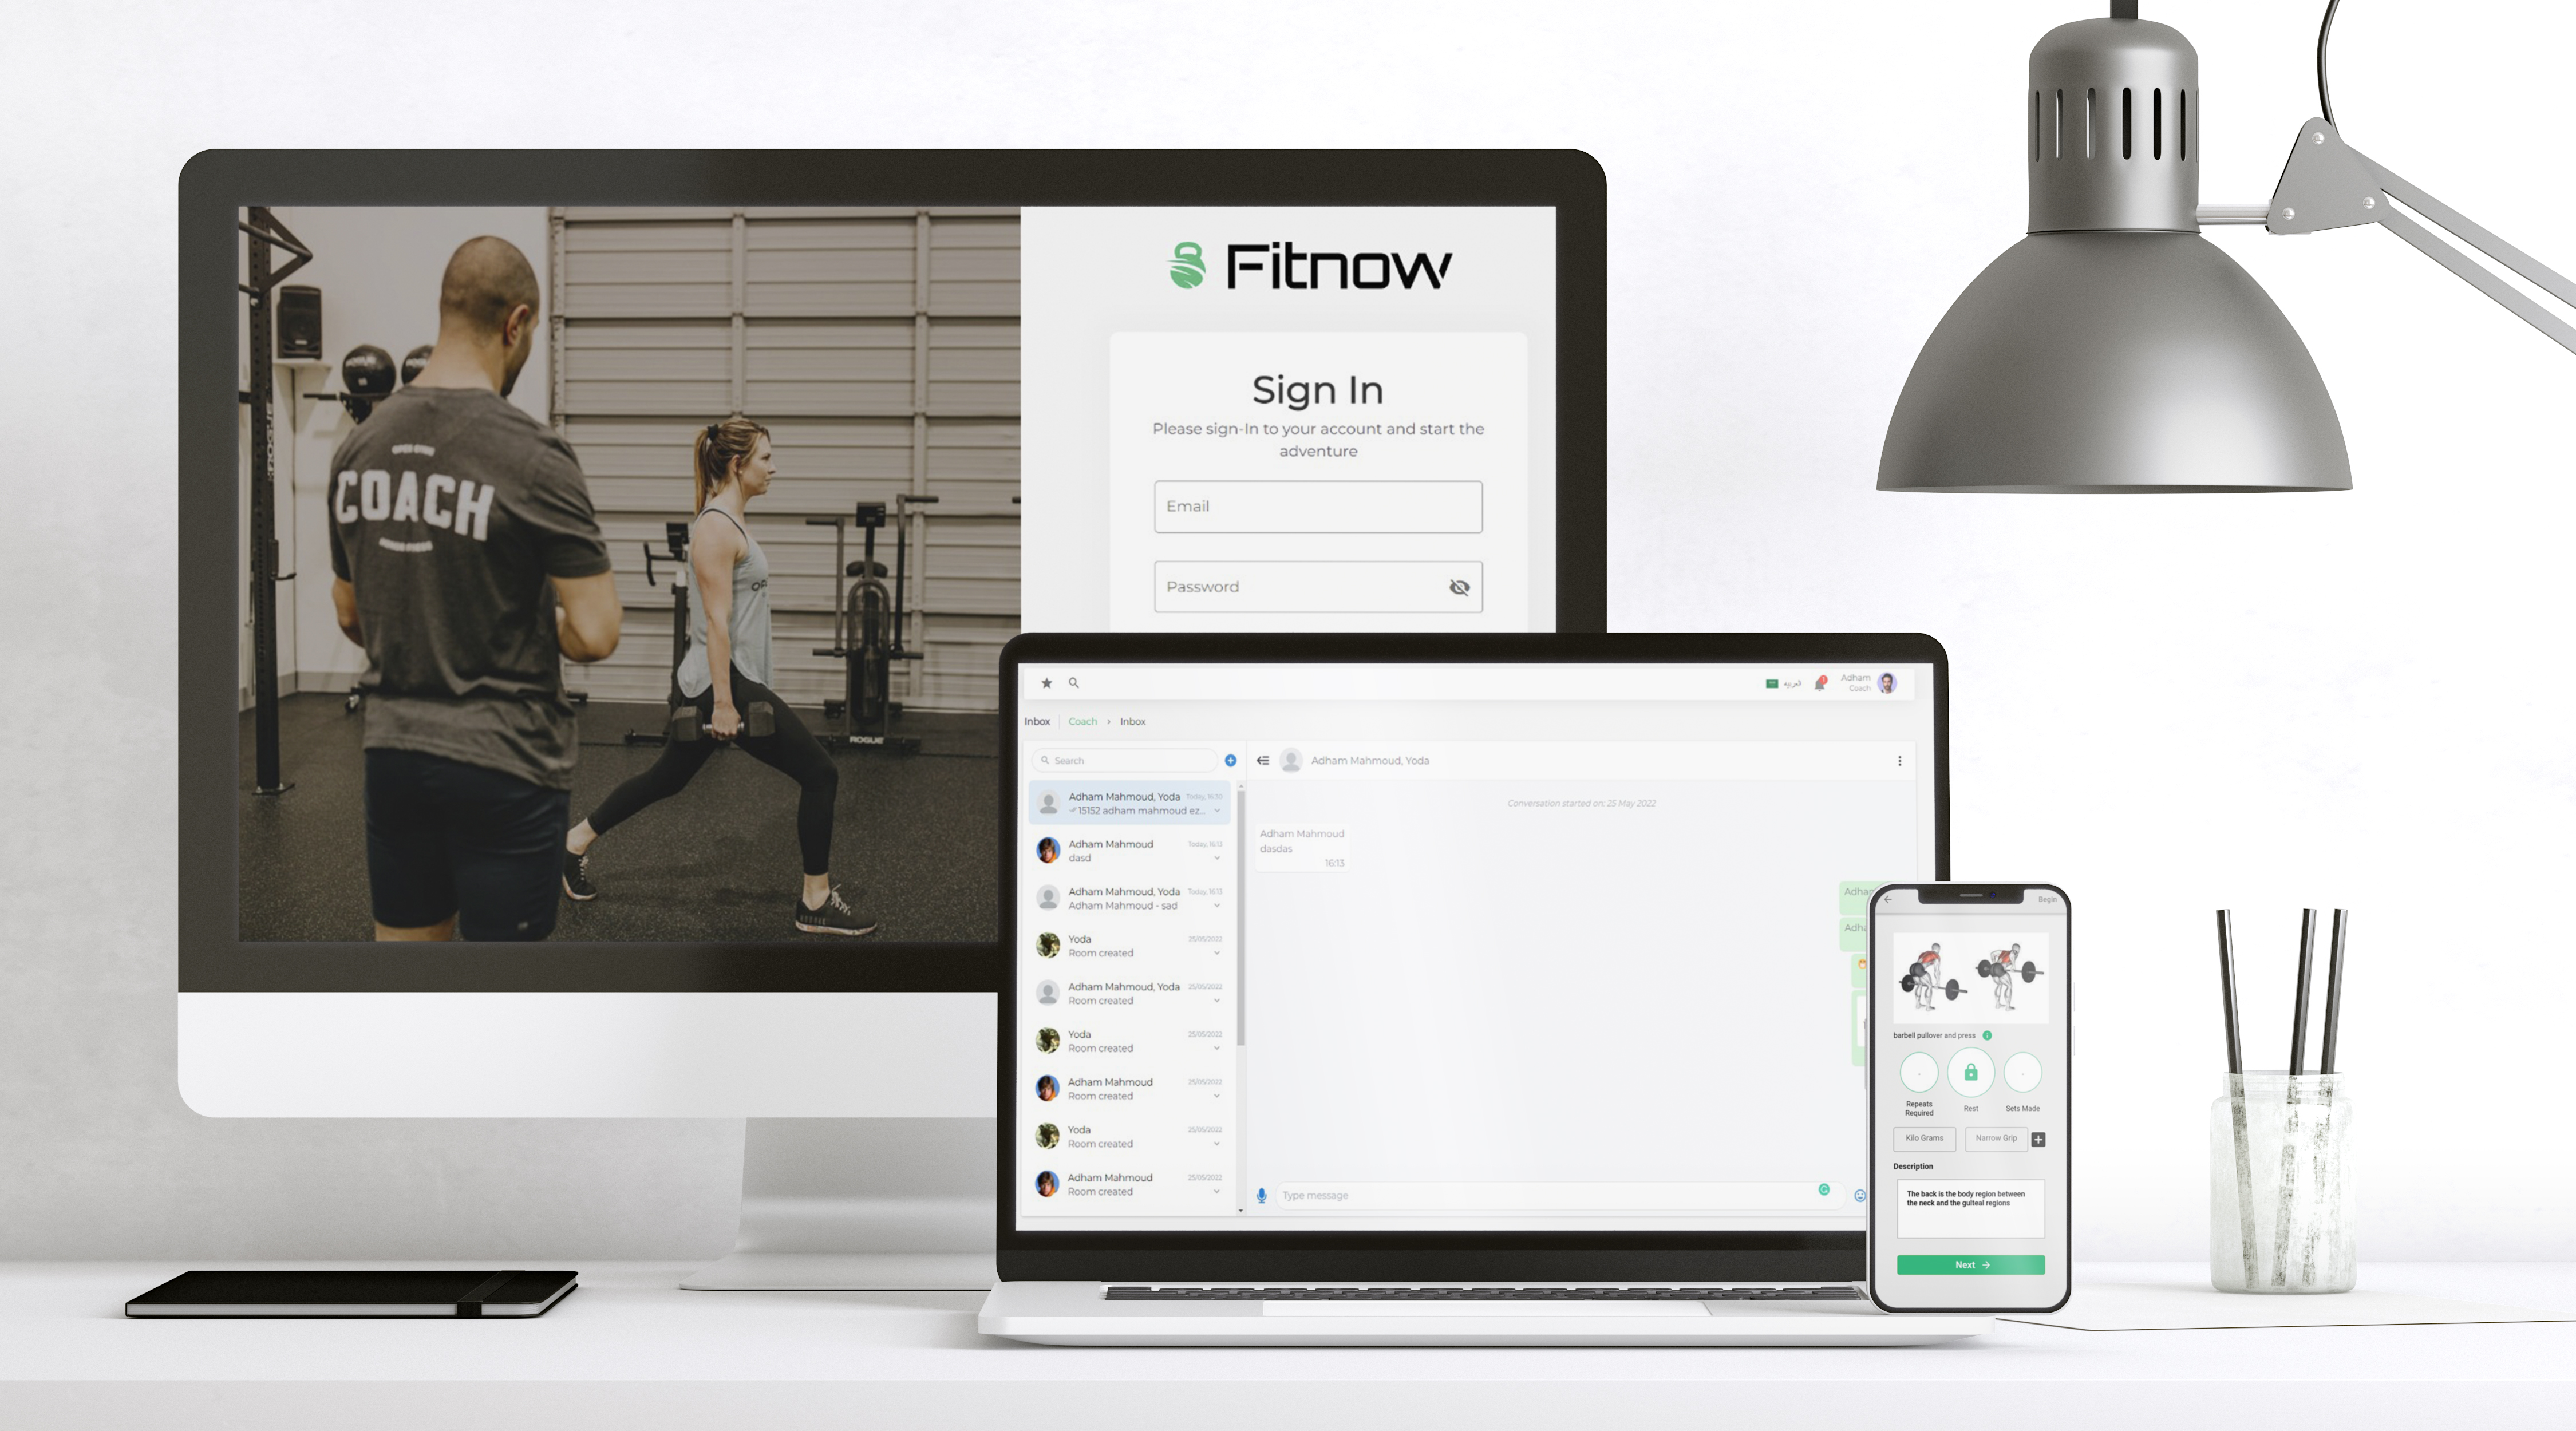 Fitnow
Sign In
Please sign-In to your account and start the
adventure
Email
Password
COACH
ROGUE
Adham
Coach
Inbox
Coach › Inbox
Search
Adham Mahmoud, Yoda
Today, 16:30
15152 adham mahmoud ez...
Adham Mahmoud
Today, 16:13
dasd
Adham Mahmoud, Yoda
Today, 16:13
Adham Mahmoud - sad
Yoda
25/05/2022
Room created
Adham Mahmoud, Yoda
25/05/2022
Room created
Yoda
25/05/2022
Room created
Adham Mahmoud
25/05/2022
Room created
Yoda
25/05/2022
Room created
Adham Mahmoud
25/05/2022
Room created
Adham Mahmoud, Yoda
Conversation started on: 25 May 2022
Adham Mahmoud
dasdas
16:13
Type message
Begin
barbell pullover and press
Repeats
Required
Rest
Sets Made
Kilo Grams
Narrow Grip
Description
The back is the body region between
the neck and the gulteal regions
Next